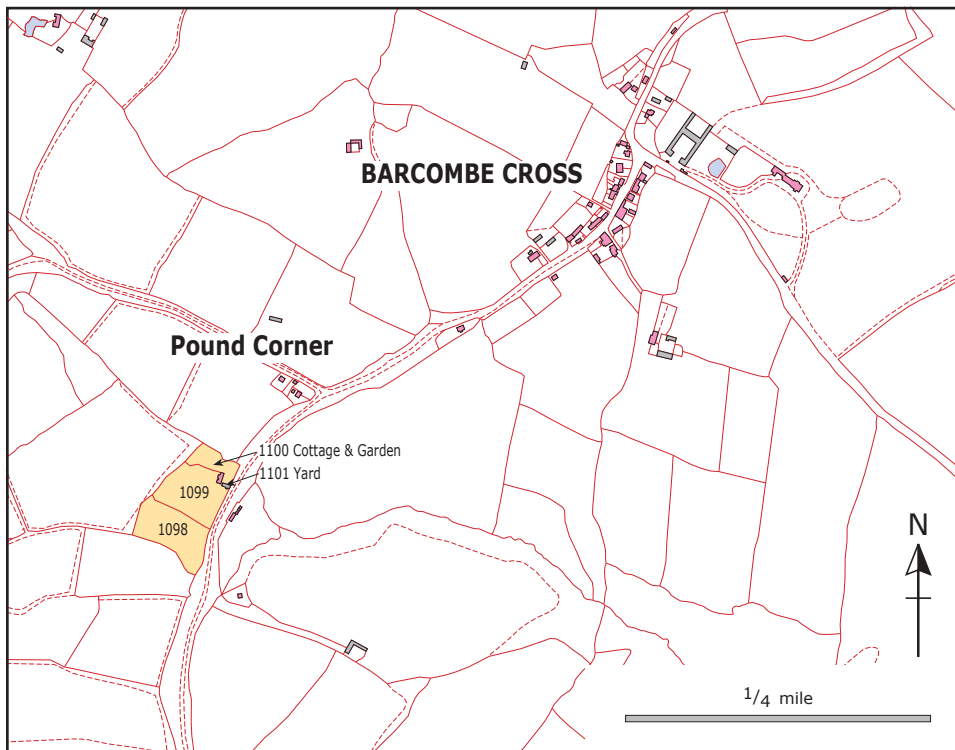 BARCOMBE CROSS
Pound Corner
1100 Cottage & Garden
1101 Yard
1099
1098
N
1/4 mile